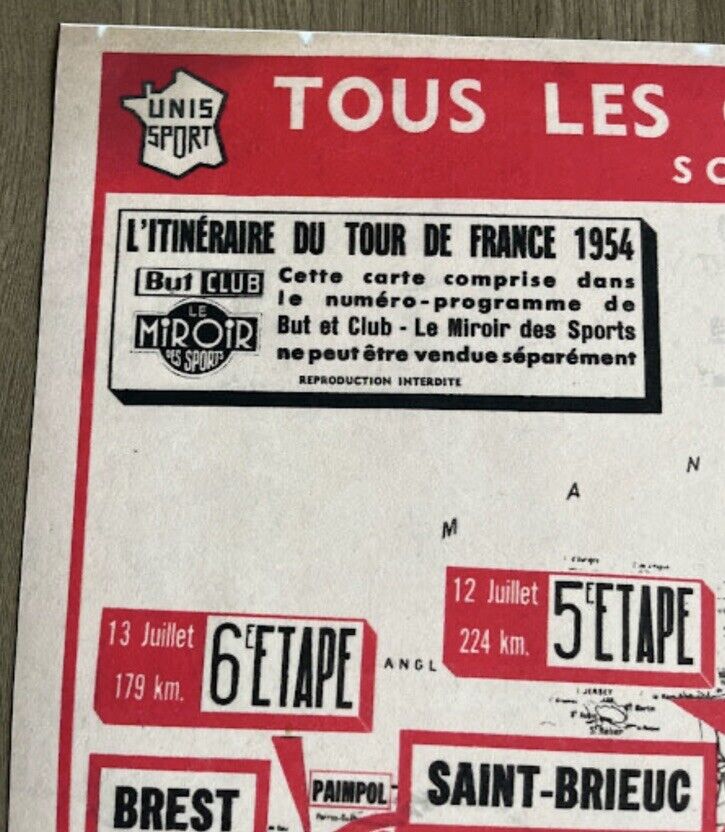 UNIS
SPORT
TOUS LES
L'ITINÉRAIRE DU TOUR DE FRANCE 1954
But CLUB
LE
MIROIR
DES SPORTS
Cette carte comprise dans
le numéro-programme de
But et Club - Le Miroir des Sports
ne peut être vendue séparément
REPRODUCTION INTERDITE
N
A
M
12 Juillet
224 km.
5E ETAPE
13 Juillet
179 km.
6E ETAPE
ANGL
I. JERSEY
St Hélier
SAINT-BRIEUC
PAIMPOL
BREST